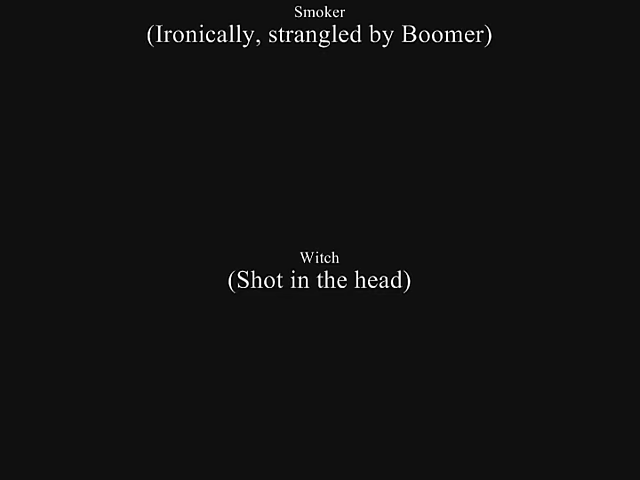 Smoker
(Ironically, strangled by Boomer)
Witch
(Shot in the head)